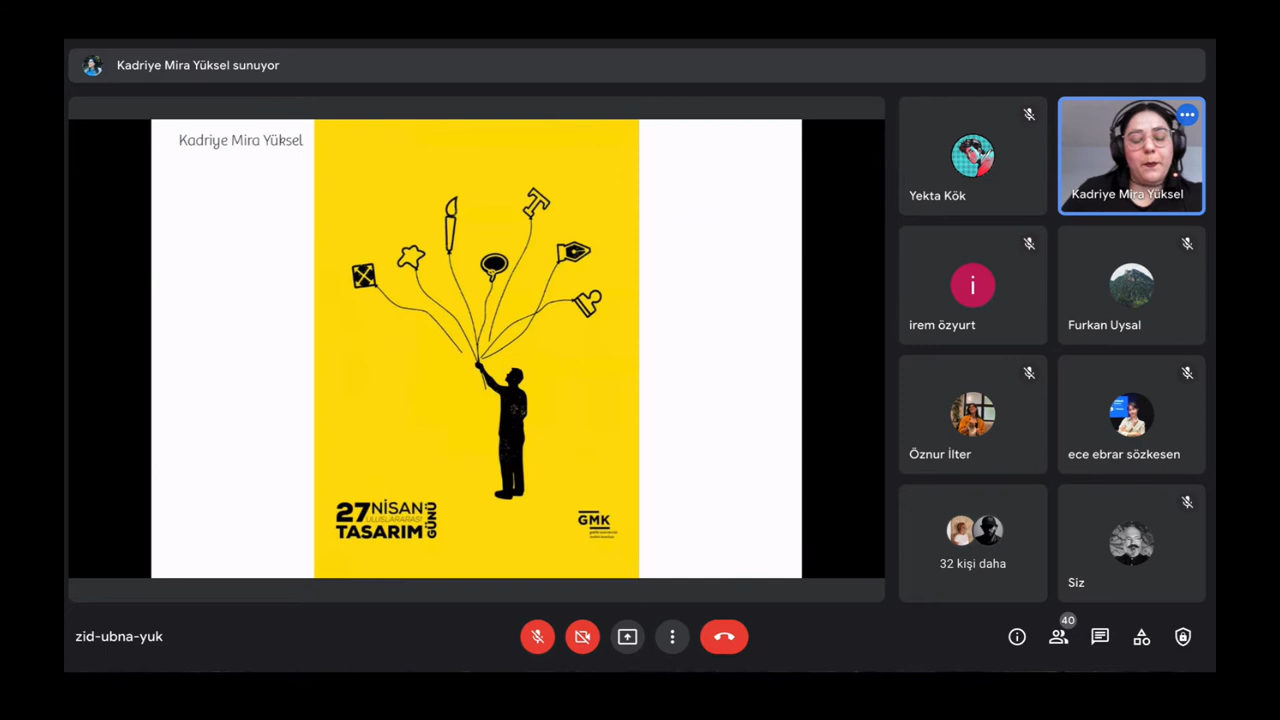 Kadriye Mira Yüksel sunuyor
Kadriye Mira Yüksel
T
27 NİSAN
ULUSLARARASI
TASARIM
GÜNÜ
GMK
Yekta Kök
Kadriye Mira Yüksel
i
irem özyurt
Furkan Uysal
Öznur İlter
ece ebrar sözkesen
32 kişi daha
Siz
zid-ubna-yuk
40